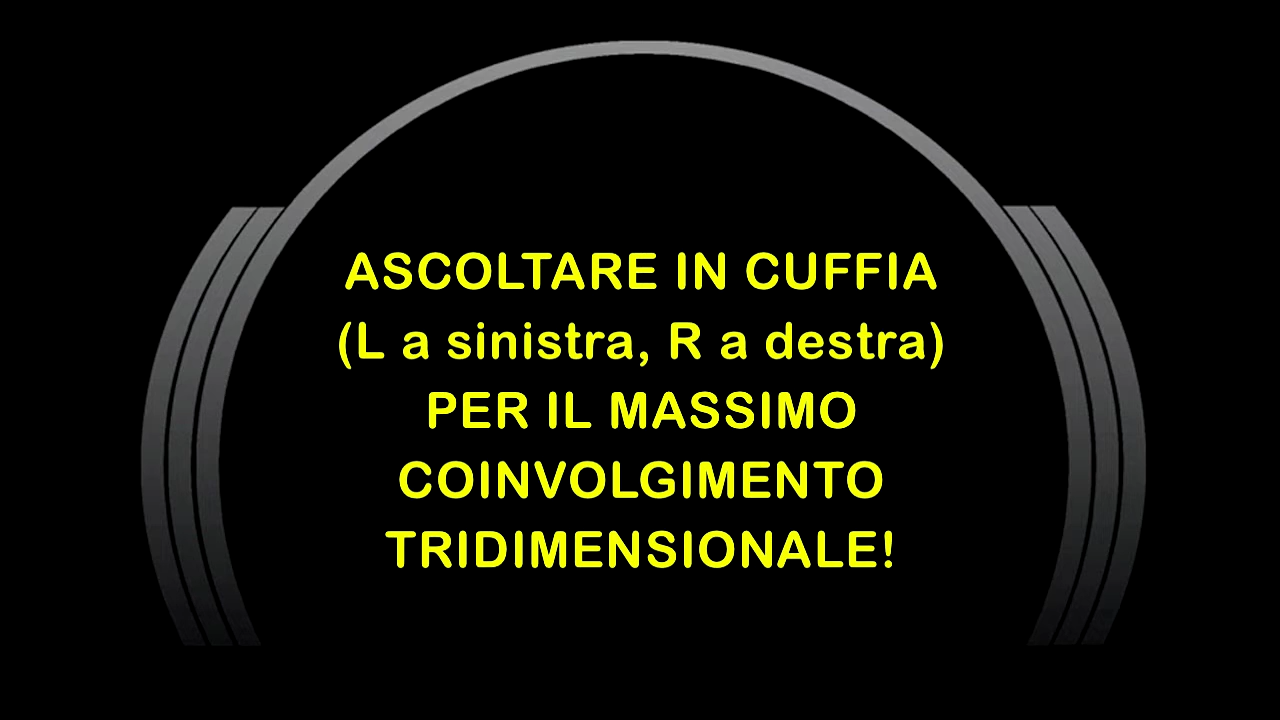 ASCOLTARE IN CUFFIA
(L a sinistra, R a destra)
PER IL MASSIMO
COINVOLGIMENTO
TRIDIMENSIONALE!